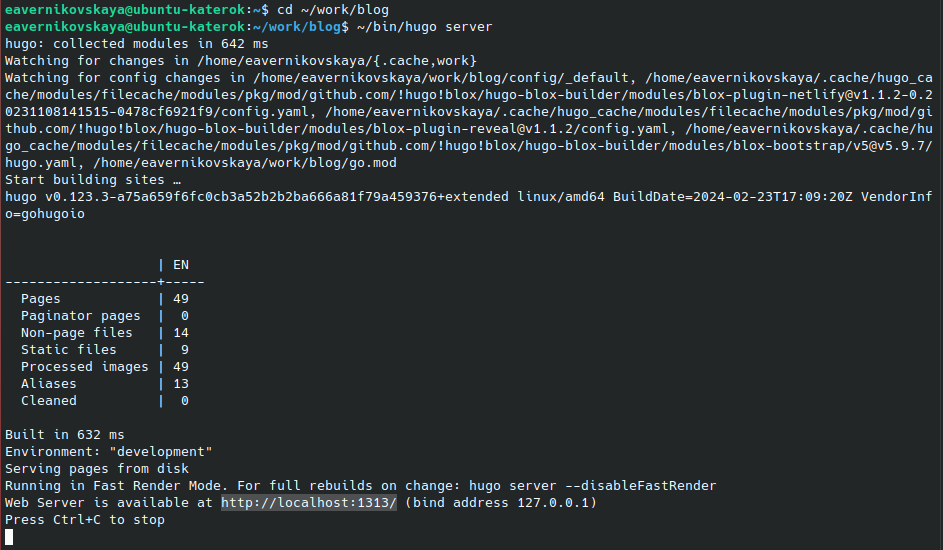 eavernikovskaya@ubuntu-katerok:~$ cd ~/work/blog
eavernikovskaya@ubuntu-katerok:~/work/blog$ ~/bin/hugo server
hugo: collected modules in 642 ms
Watching for changes in /home/eavernikovskaya/{.cache,work}
Watching for config changes in /home/eavernikovskaya/work/blog/config/_default, /home/eavernikovskaya/.cache/hugo_ca
che/modules/filecache/modules/pkg/mod/github.com/!hugo!blox/hugo-blox-builder/modules/blox-plugin-netlify@v1.1.2-0.2
0231108141515-0478cf6921f9/config.yaml, /home/eavernikovskaya/.cache/hugo_cache/modules/filecache/modules/pkg/mod/gi
thub.com/!hugo!blox/hugo-blox-builder/modules/blox-plugin-reveal@v1.1.2/config.yaml, /home/eavernikovskaya/.cache/hu
go_cache/modules/filecache/modules/pkg/mod/github.com/!hugo!blox/hugo-blox-builder/modules/blox-bootstrap/v5@v5.9.7/
hugo.yaml, /home/eavernikovskaya/work/blog/go.mod
Start building sites …
hugo v0.123.3-a75a659f6fc0cb3a52b2b2ba666a81f79a459376+extended linux/amd64 BuildDate=2024-02-23T17:09:20Z VendorInf
o=gohugoio
                   | EN
-------------------+-----
  Pages            | 49
  Paginator pages  |  0
  Non-page files   | 14
  Static files     |  9
  Processed images | 49
  Aliases          | 13
  Cleaned          |  0
Built in 632 ms
Environment: "development"
Serving pages from disk
Running in Fast Render Mode. For full rebuilds on change: hugo server --disableFastRender
Web Server is available at http://localhost:1313/ (bind address 127.0.0.1)
Press Ctrl+C to stop